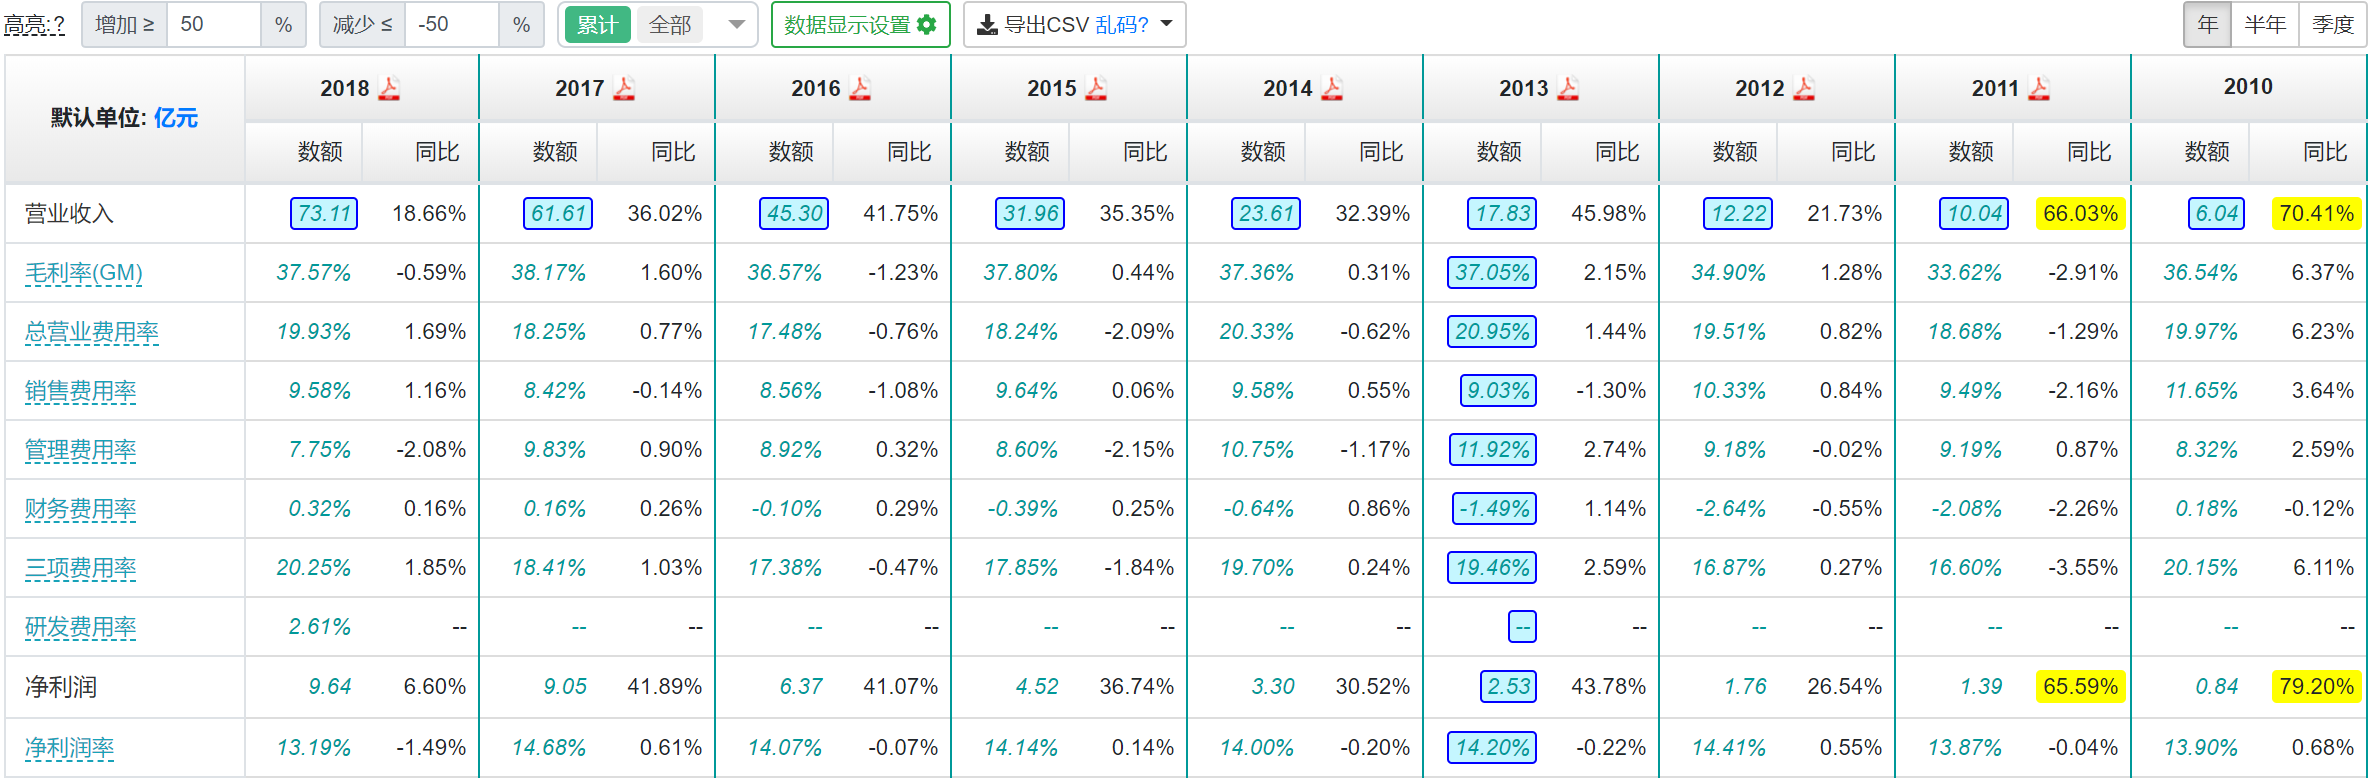 高亮:? 增加 ≥ 50 % 减少 ≤ -50 % 累计 全部 数据显示设置 导出CSV 乱码? 年 半年 季度
默认单位: 亿元 2018 2017 2016 2015 2014 2013 2012 2011 2010
数额 同比 数额 同比 数额 同比 数额 同比 数额 同比 数额 同比 数额 同比 数额 同比 数额 同比
营业收入 73.11 18.66% 61.61 36.02% 45.30 41.75% 31.96 35.35% 23.61 32.39% 17.83 45.98% 12.22 21.73% 10.04 66.03% 6.04 70.41%
毛利率(GM) 37.57% -0.59% 38.17% 1.60% 36.57% -1.23% 37.80% 0.44% 37.36% 0.31% 37.05% 2.15% 34.90% 1.28% 33.62% -2.91% 36.54% 6.37%
总营业费用率 19.93% 1.69% 18.25% 0.77% 17.48% -0.76% 18.24% -2.09% 20.33% -0.62% 20.95% 1.44% 19.51% 0.82% 18.68% -1.29% 19.97% 6.23%
销售费用率 9.58% 1.16% 8.42% -0.14% 8.56% -1.08% 9.64% 0.06% 9.58% 0.55% 9.03% -1.30% 10.33% 0.84% 9.49% -2.16% 11.65% 3.64%
管理费用率 7.75% -2.08% 9.83% 0.90% 8.92% 0.32% 8.60% -2.15% 10.75% -1.17% 11.92% 2.74% 9.18% -0.02% 9.19% 0.87% 8.32% 2.59%
财务费用率 0.32% 0.16% 0.16% 0.26% -0.10% 0.29% -0.39% 0.25% -0.64% 0.86% -1.49% 1.14% -2.64% -0.55% -2.08% -2.26% 0.18% -0.12%
三项费用率 20.25% 1.85% 18.41% 1.03% 17.38% -0.47% 17.85% -1.84% 19.70% 0.24% 19.46% 2.59% 16.87% 0.27% 16.60% -3.55% 20.15% 6.11%
研发费用率 2.61% -- -- -- -- -- -- -- -- -- -- -- -- -- -- -- -- --
净利润 9.64 6.60% 9.05 41.89% 6.37 41.07% 4.52 36.74% 3.30 30.52% 2.53 43.78% 1.76 26.54% 1.39 65.59% 0.84 79.20%
净利润率 13.19% -1.49% 14.68% 0.61% 14.07% -0.07% 14.14% 0.14% 14.00% -0.20% 14.20% -0.22% 14.41% 0.55% 13.87% -0.04% 13.90% 0.68%